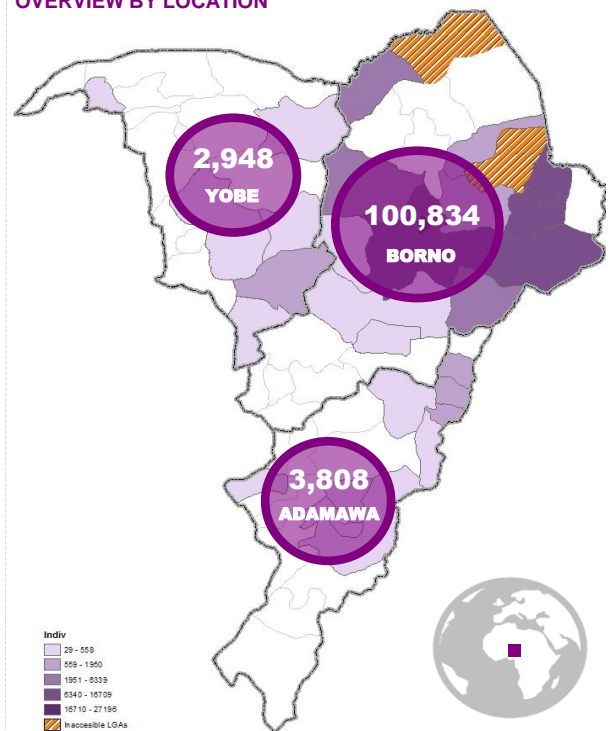 OVERVIEW BY LOCATION
2,948
YOBE
100,834
BORNO
3,808
ADAMAWA
Indiv
29 - 558
559 - 1950
1951 - 6339
6340 - 16709
16710 - 27196
Inaccesible LGAs